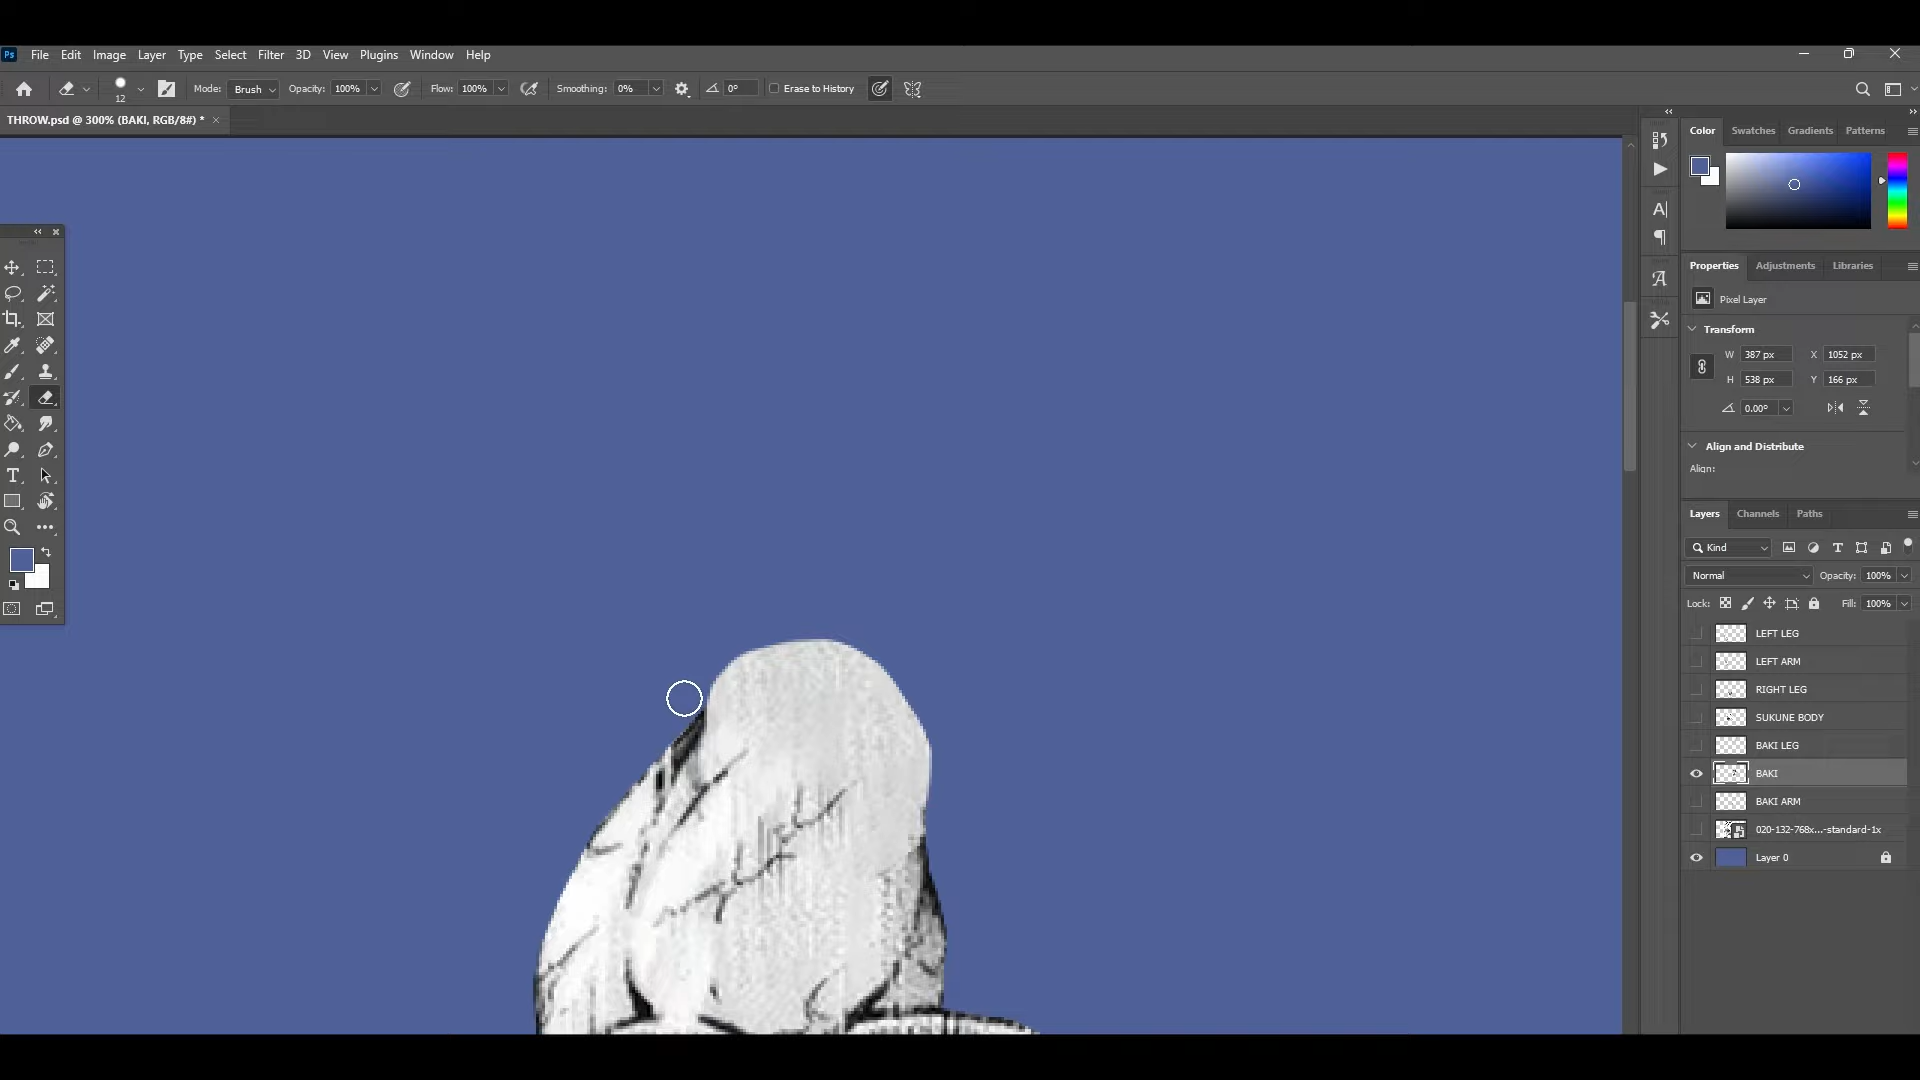 Ps File Edit Image Layer Type Select Filter 3D View Plugins Window Help
12 Mode: Brush Opacity: 100% Flow: 100% Smoothing: 0% 0° Erase to History
THROW.psd @ 300% (BAKI, RGB/8#) *
Color Swatches Gradients Patterns
Properties Adjustments Libraries
Pixel Layer
Transform
W 387 px X 1052 px
H 538 px Y 166 px
0.00°
Align and Distribute
Align:
Layers Channels Paths
Kind
Normal Opacity: 100%
Lock: Fill: 100%
LEFT LEG
LEFT ARM
RIGHT LEG
SUKUNE BODY
BAKI LEG
BAKI
BAKI ARM
020-132-768x...-standard-1x
Layer 0